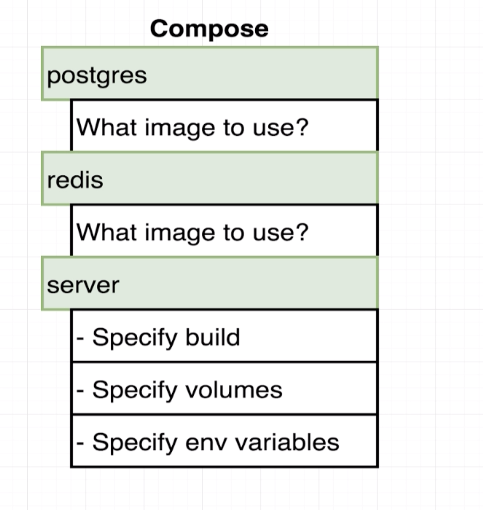 Compose
postgres
What image to use?
redis
What image to use?
server
- Specify build
- Specify volumes
- Specify env variables